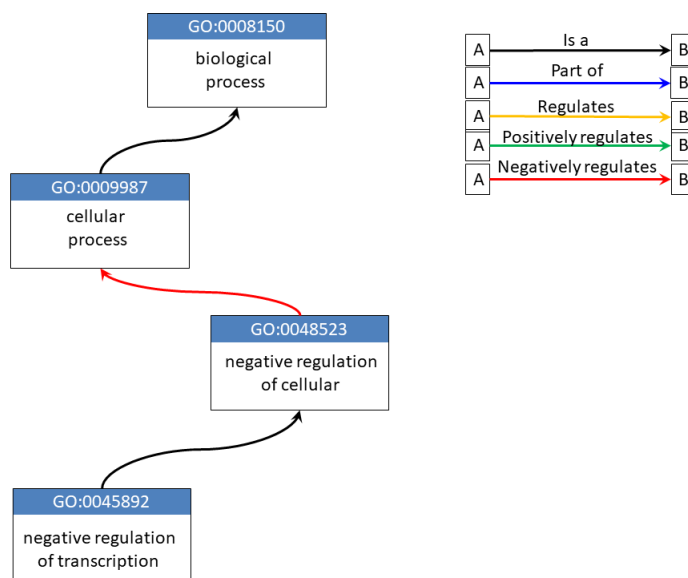 GO:0008150
biological
process
GO:0009987
cellular
process
GO:0048523
negative regulation
of cellular
GO:0045892
negative regulation
of transcription
A Is a B
A Part of B
A Regulates B
A Positively regulates B
A Negatively regulates B